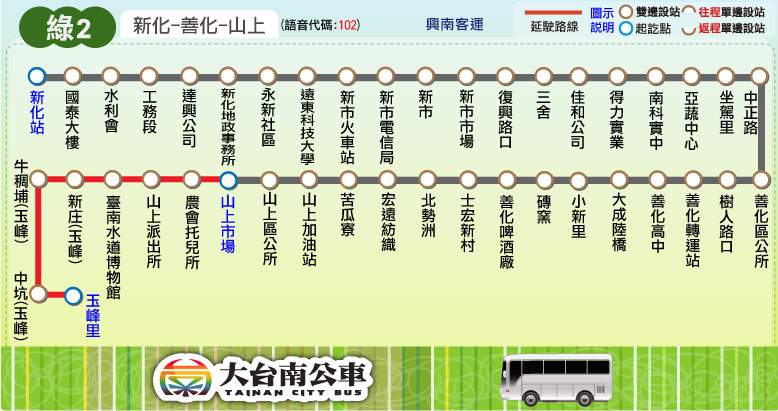 綠2
新化-善化-山上 (語音代碼:102)
興南客運
延駛路線
圖示說明
雙邊設站
往程單邊設站
起訖點
返程單邊設站
新化站
國泰大樓
水利會
工務段
達興公司
新化地政事務所
永新社區
遠東科技大學
新市火車站
新市電信局
新市
新市市場
復興路口
三舍
佳和公司
得力實業
南科實中
亞蔬中心
坐駕里
中正路
善化區公所
樹人路口
善化轉運站
善化高中
大成陸橋
小新里
磚窯
善化啤酒廠
士宏新村
北勢洲
宏遠紡織
苦瓜寮
山上加油站
山上區公所
山上市場
農會托兒所
山上派出所
臺南水道博物館
新庄(玉峰)
牛稠埔(玉峰)
中坑(玉峰)
玉峰里
大台南公車
TAINAN CITY BUS